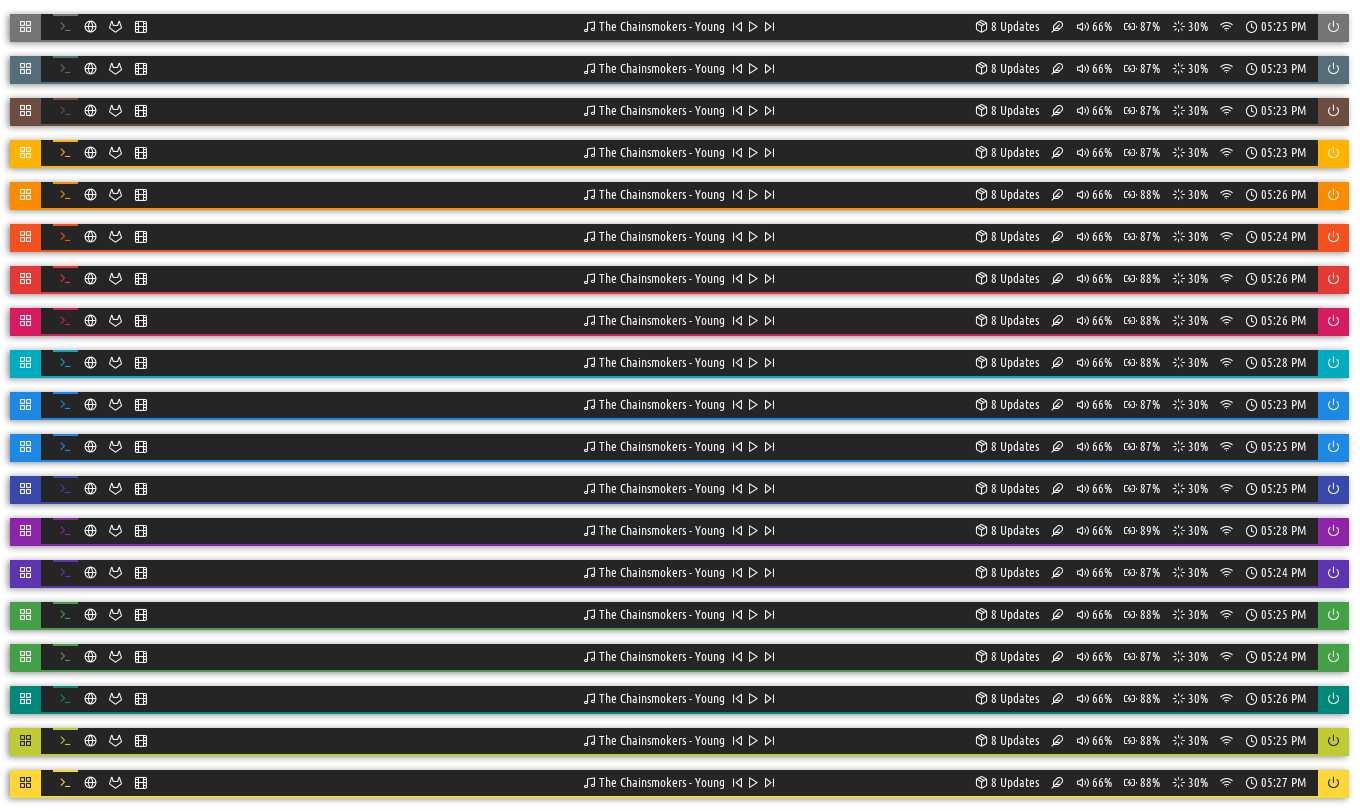 The Chainsmokers - Young 8 Updates 66% 87% 30% 05:25 PM
The Chainsmokers - Young 8 Updates 66% 87% 30% 05:23 PM
The Chainsmokers - Young 8 Updates 66% 87% 30% 05:23 PM
The Chainsmokers - Young 8 Updates 66% 87% 30% 05:23 PM
The Chainsmokers - Young 8 Updates 66% 88% 30% 05:26 PM
The Chainsmokers - Young 8 Updates 66% 87% 30% 05:24 PM
The Chainsmokers - Young 8 Updates 66% 88% 30% 05:26 PM
The Chainsmokers - Young 8 Updates 66% 88% 30% 05:26 PM
The Chainsmokers - Young 8 Updates 66% 88% 30% 05:28 PM
The Chainsmokers - Young 8 Updates 66% 87% 30% 05:23 PM
The Chainsmokers - Young 8 Updates 66% 87% 30% 05:26 PM
The Chainsmokers - Young 8 Updates 66% 87% 30% 05:25 PM
The Chainsmokers - Young 8 Updates 66% 89% 30% 05:28 PM
The Chainsmokers - Young 8 Updates 66% 87% 30% 05:24 PM
The Chainsmokers - Young 8 Updates 66% 88% 30% 05:25 PM
The Chainsmokers - Young 8 Updates 66% 87% 30% 05:24 PM
The Chainsmokers - Young 8 Updates 66% 88% 30% 05:26 PM
The Chainsmokers - Young 8 Updates 66% 88% 30% 05:25 PM
The Chainsmokers - Young 8 Updates 66% 88% 30% 05:27 PM